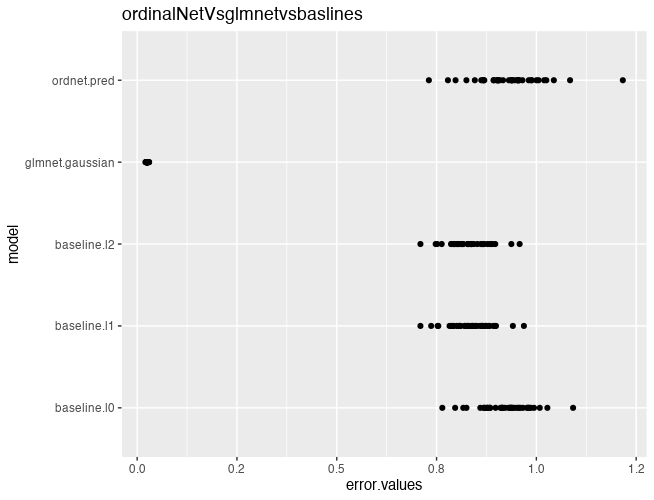 ordinalNetVsglmnetvsbaslines
model
ordnet.pred
glmnet.gaussian
baseline.l2
baseline.l1
baseline.l0
0.0 0.2 0.5 0.8 1.0 1.2
error.values